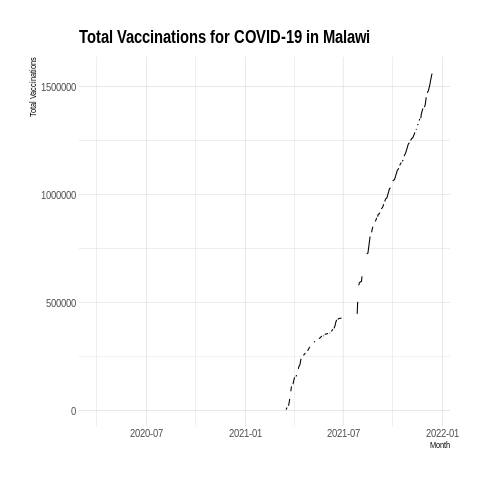 Total Vaccinations for COVID-19 in Malawi
Total Vaccinations
1500000
1000000
500000
0
2020-07
2021-01
2021-07
2022-01
Month